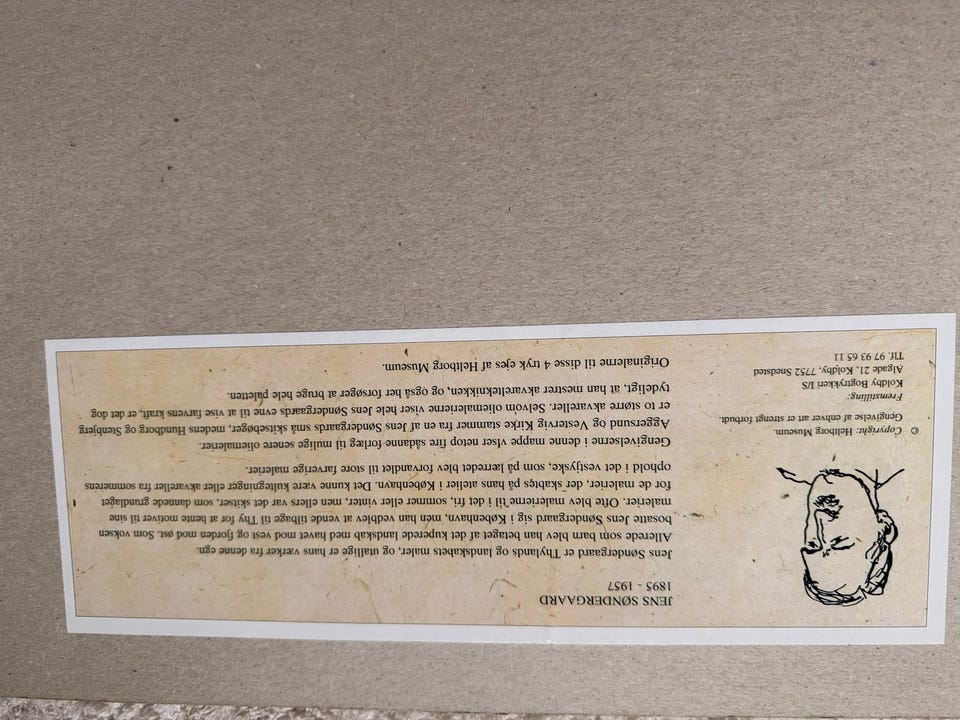 JENS SØNDERGAARD
1895 - 1957
Jens Søndergaard er Thylands og landskabets maler, og utallige er hans værker fra denne egn.
Allerede som barn blev han betaget af det kuperede landskab med havet mod vest og fjorden mod øst. Som voksen
bosatte Jens Søndergaard sig i København, men han vedblev at vende tilbage til Thy for at hente motiver til sine
malerier. Ofte blev malerierne til i det fri, sommer eller vinter, men ellers var det skitser, som dannede grundlaget
for de malerier, der skabtes på hans atelier i København. Det kunne være kultegninger eller akvareller fra sommerens
ophold i det vestjyske, som på lærredet blev forvandlet til store farverige malerier.
Gengivelserne i denne mappe viser netop fire sådanne forlæg til mulige senere oliemalerier.
Aggersund og Vestervig Kirke stammer fra en af Jens Søndergaards små skitsebøger, medens Hundborg og Stenbjerg
er to større akvareller. Selvom oliemalerierne viser hele Jens Søndergaards evne til at vise farvens kraft, er det dog
tydeligt, at han mestrer akvarelteknikken, og også her forsøger at bruge hele paletten.
Originalerne til disse 4 tryk ejes af Heltborg Museum.
© Copyright: Heltborg Museum.
Gengivelse af enhver art er strengt forbudt.
Fremstilling:
Koldby Bogtrykkeri I/S
Algade 21, Koldby, 7752 Snedsted
Tlf. 97 93 65 11